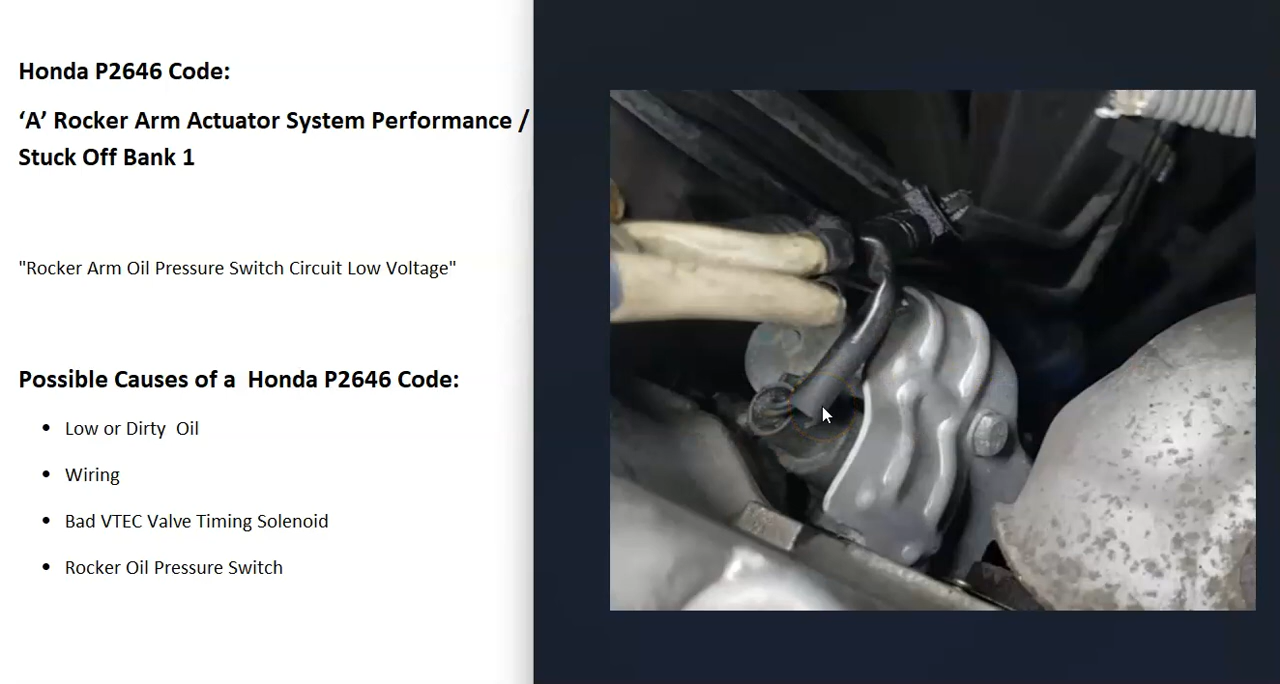 Honda P2646 Code:
‘A’ Rocker Arm Actuator System Performance /
Stuck Off Bank 1
"Rocker Arm Oil Pressure Switch Circuit Low Voltage"
Possible Causes of a  Honda P2646 Code:
• Low or Dirty  Oil
• Wiring
• Bad VTEC Valve Timing Solenoid
• Rocker Oil Pressure Switch